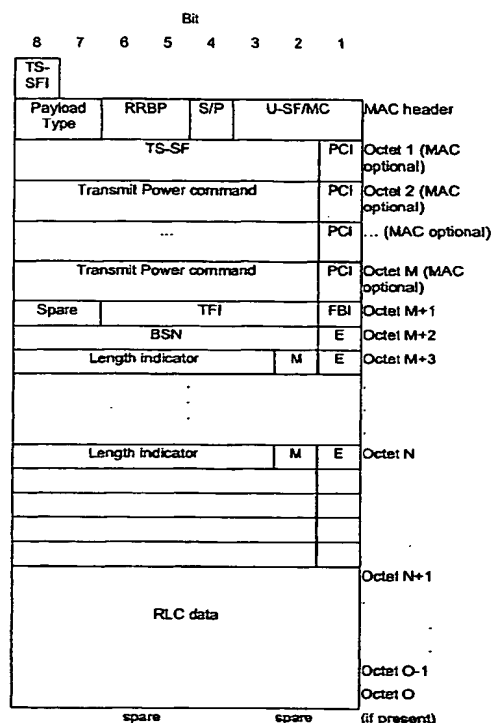 Bit
8 7 6 5 4 3 2 1
TS-
SFI
Payload RRBP S/P U-SF/MC MAC header
Type
TS-SF PCI Octet 1 (MAC
optional)
Transmit Power command PCI Octet 2 (MAC
optional)
... PCI ... (MAC optional)
Transmit Power command PCI Octet M (MAC
optional)
Spare TFI FBI Octet M+1
BSN E Octet M+2
Length indicator M E Octet M+3
Length indicator M E Octet N
Octet N+1
RLC data
Octet O-1
Octet O
spare spare (if present)